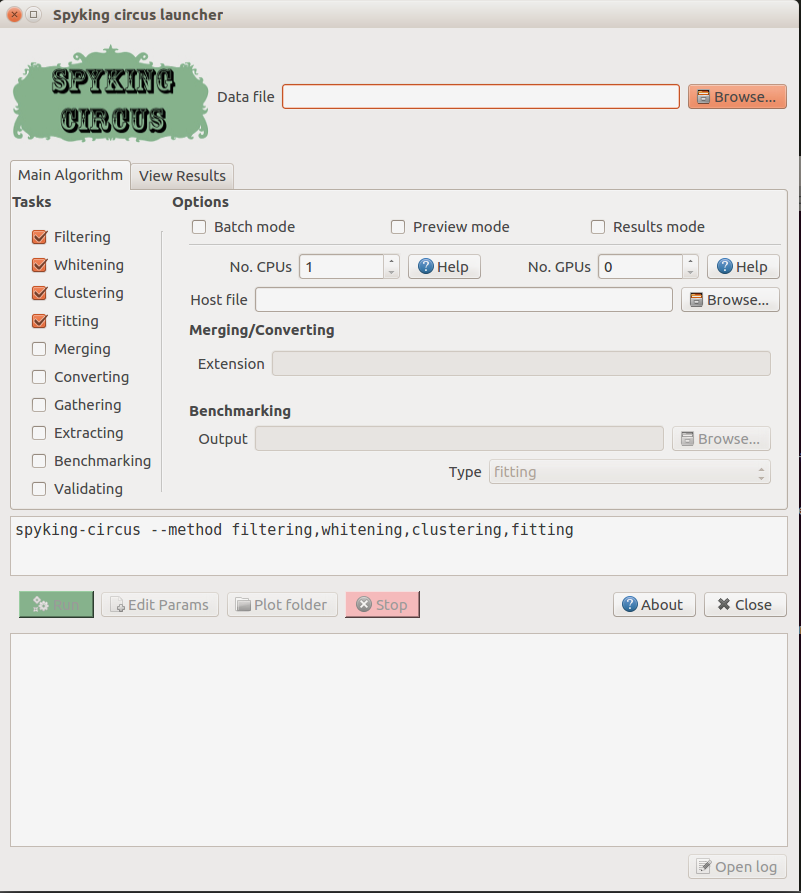 Spyking circus launcher
SPYKING
CIRCUS
Data file
Browse...
Main Algorithm
View Results
Tasks
Options
Filtering
Whitening
Clustering
Fitting
Merging
Converting
Gathering
Extracting
Benchmarking
Validating
Batch mode
Preview mode
Results mode
No. CPUs 1 Help
No. GPUs 0 Help
Host file
Browse...
Merging/Converting
Extension
Benchmarking
Output
Browse...
Type fitting
spyking-circus --method filtering,whitening,clustering,fitting
Run
Edit Params
Plot folder
Stop
About
Close
Open log